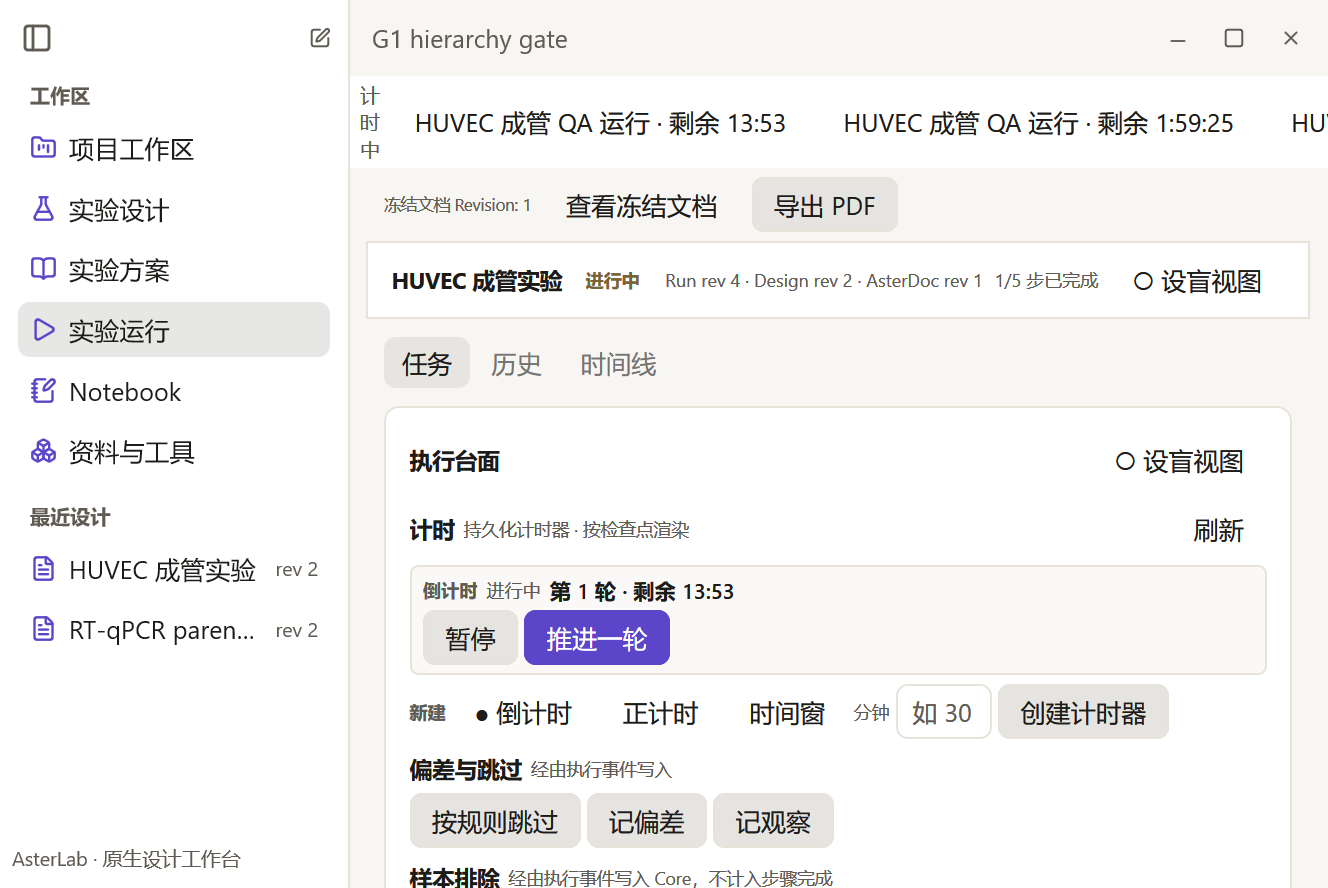 G1 hierarchy gate
工作区
项目工作区
实验设计
实验方案
实验运行
Notebook
资料与工具
最近设计
HUVEC 成管实验 rev 2
RT-qPCR paren... rev 2
AsterLab · 原生设计工作台
计时中
HUVEC 成管 QA 运行 · 剩余 13:53
HUVEC 成管 QA 运行 · 剩余 1:59:25
冻结文档 Revision: 1 查看冻结文档 导出 PDF
HUVEC 成管实验 进行中 Run rev 4 · Design rev 2 · AsterDoc rev 1 1/5 步已完成 设盲视图
任务 历史 时间线
执行台面 设盲视图
计时 持久化计时器 · 按检查点渲染 刷新
倒计时 进行中 第 1 轮 · 剩余 13:53
暂停 推进一轮
新建 ● 倒计时 正计时 时间窗 分钟 如 30 创建计时器
偏差与跳过 经由执行事件写入
按规则跳过 记偏差 记观察
样本排除 经由执行事件写入 Core，不计入步骤完成